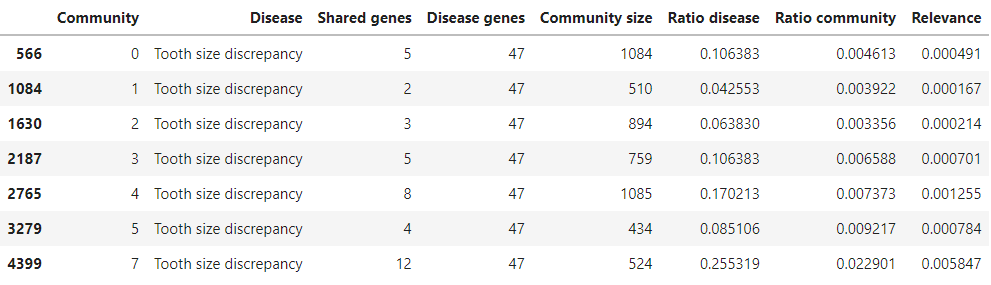 Community Disease Shared genes Disease genes Community size Ratio disease Ratio community Relevance
566 0 Tooth size discrepancy 5 47 1084 0.106383 0.004613 0.000491
1084 1 Tooth size discrepancy 2 47 510 0.042553 0.003922 0.000167
1630 2 Tooth size discrepancy 3 47 894 0.063830 0.003356 0.000214
2187 3 Tooth size discrepancy 5 47 759 0.106383 0.006588 0.000701
2765 4 Tooth size discrepancy 8 47 1085 0.170213 0.007373 0.001255
3279 5 Tooth size discrepancy 4 47 434 0.085106 0.009217 0.000784
4399 7 Tooth size discrepancy 12 47 524 0.255319 0.022901 0.005847